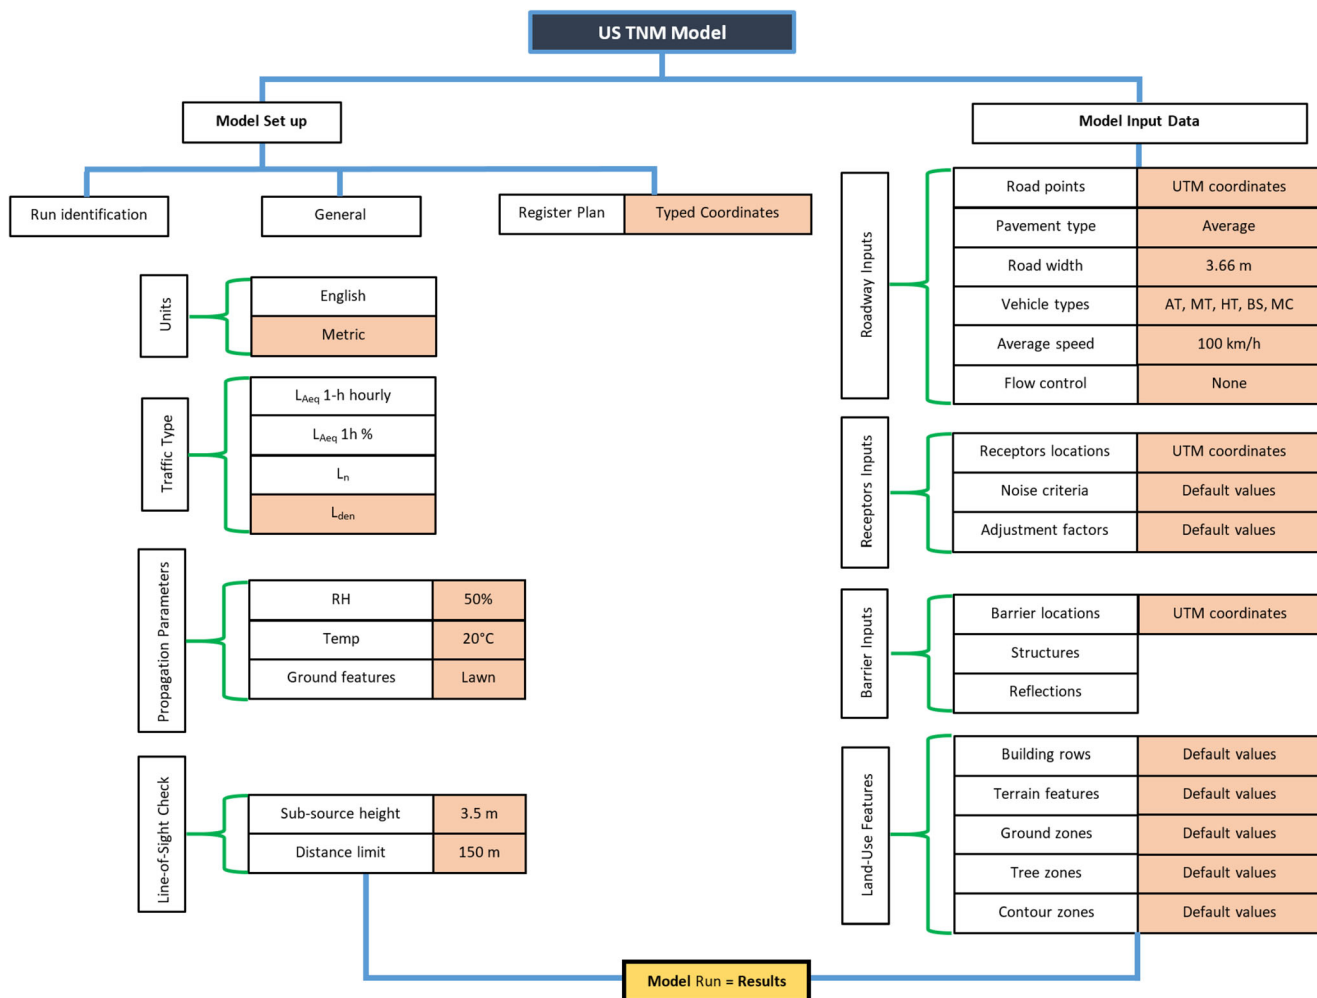 US TNM Model
Model Set up
Model Input Data
Run identification
General
Register Plan
Typed Coordinates
Units
English
Metric
Traffic Type
LAeq 1-h hourly
LAeq 1h %
Ln
Lden
Propagation Parameters
RH
50%
Temp
20°C
Ground features
Lawn
Line-of-Sight Check
Sub-source height
3.5 m
Distance limit
150 m
Roadway Inputs
Road points
UTM coordinates
Pavement type
Average
Road width
3.66 m
Vehicle types
AT, MT, HT, BS, MC
Average speed
100 km/h
Flow control
None
Receptors Inputs
Receptors locations
UTM coordinates
Noise criteria
Default values
Adjustment factors
Default values
Barrier Inputs
Barrier locations
UTM coordinates
Structures
Reflections
Land-Use Features
Building rows
Default values
Terrain features
Default values
Ground zones
Default values
Tree zones
Default values
Contour zones
Default values
Model Run = Results